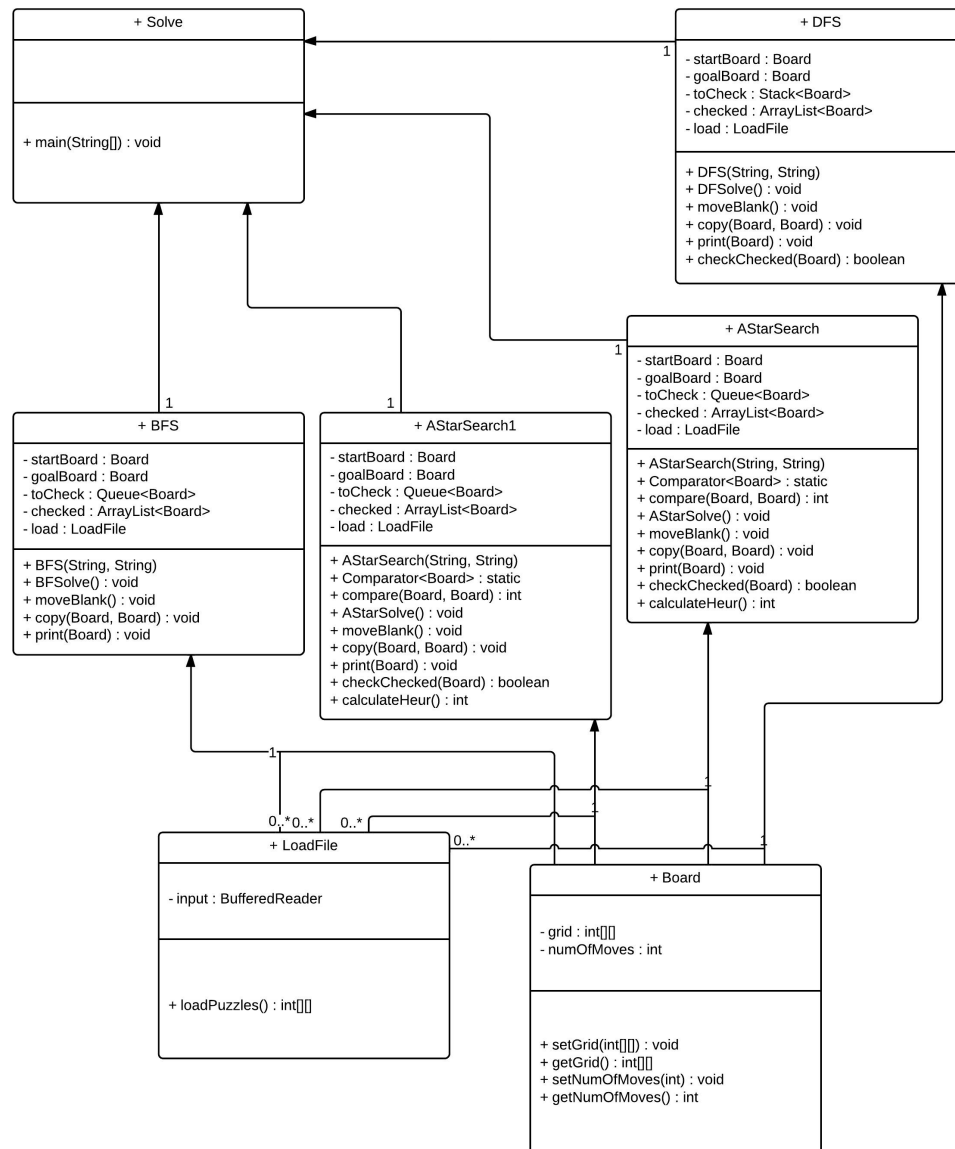 + Solve
+ main(String[]) : void
+ DFS
- startBoard : Board
- goalBoard : Board
- toCheck : Stack<Board>
- checked : ArrayList<Board>
- load : LoadFile
+ DFS(String, String)
+ DFSolve() : void
+ moveBlank() : void
+ copy(Board, Board) : void
+ print(Board) : void
+ checkChecked(Board) : boolean
1
+ AStarSearch
- startBoard : Board
- goalBoard : Board
- toCheck : Queue<Board>
- checked : ArrayList<Board>
- load : LoadFile
+ AStarSearch(String, String)
+ Comparator<Board> : static
+ compare(Board, Board) : int
+ AStarSolve() : void
+ moveBlank() : void
+ copy(Board, Board) : void
+ print(Board) : void
+ checkChecked(Board) : boolean
+ calculateHeur() : int
1
1
+ BFS
- startBoard : Board
- goalBoard : Board
- toCheck : Queue<Board>
- checked : ArrayList<Board>
- load : LoadFile
+ BFS(String, String)
+ BFSolve() : void
+ moveBlank() : void
+ copy(Board, Board) : void
+ print(Board) : void
1
+ AStarSearch1
- startBoard : Board
- goalBoard : Board
- toCheck : Queue<Board>
- checked : ArrayList<Board>
- load : LoadFile
+ AStarSearch(String, String)
+ Comparator<Board> : static
+ compare(Board, Board) : int
+ AStarSolve() : void
+ moveBlank() : void
+ copy(Board, Board) : void
+ print(Board) : void
+ checkChecked(Board) : boolean
+ calculateHeur() : int
1
1
1
0..* 0..* 0..*
0..* 1
+ LoadFile
- input : BufferedReader
+ loadPuzzles() : int[][]
+ Board
- grid : int[][]
- numOfMoves : int
+ setGrid(int[][]) : void
+ getGrid() : int[][]
+ setNumOfMoves(int) : void
+ getNumOfMoves() : int